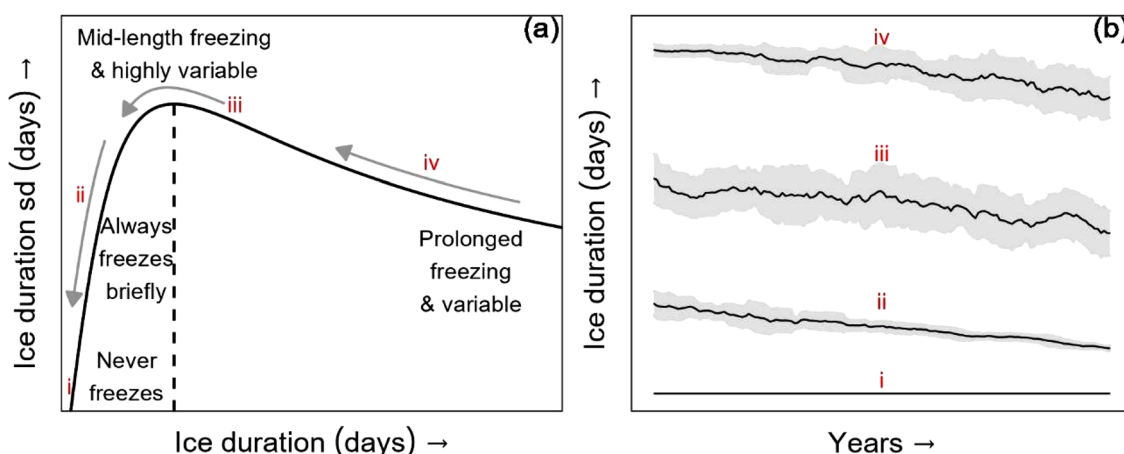 (a)
Mid-length freezing
& highly variable
iii
iv
ii
Always
freezes
briefly
Prolonged
freezing
& variable
Never
freezes
i
Ice duration sd (days) →
Ice duration (days) →
(b)
iv
iii
ii
i
Ice duration (days) →
Years →